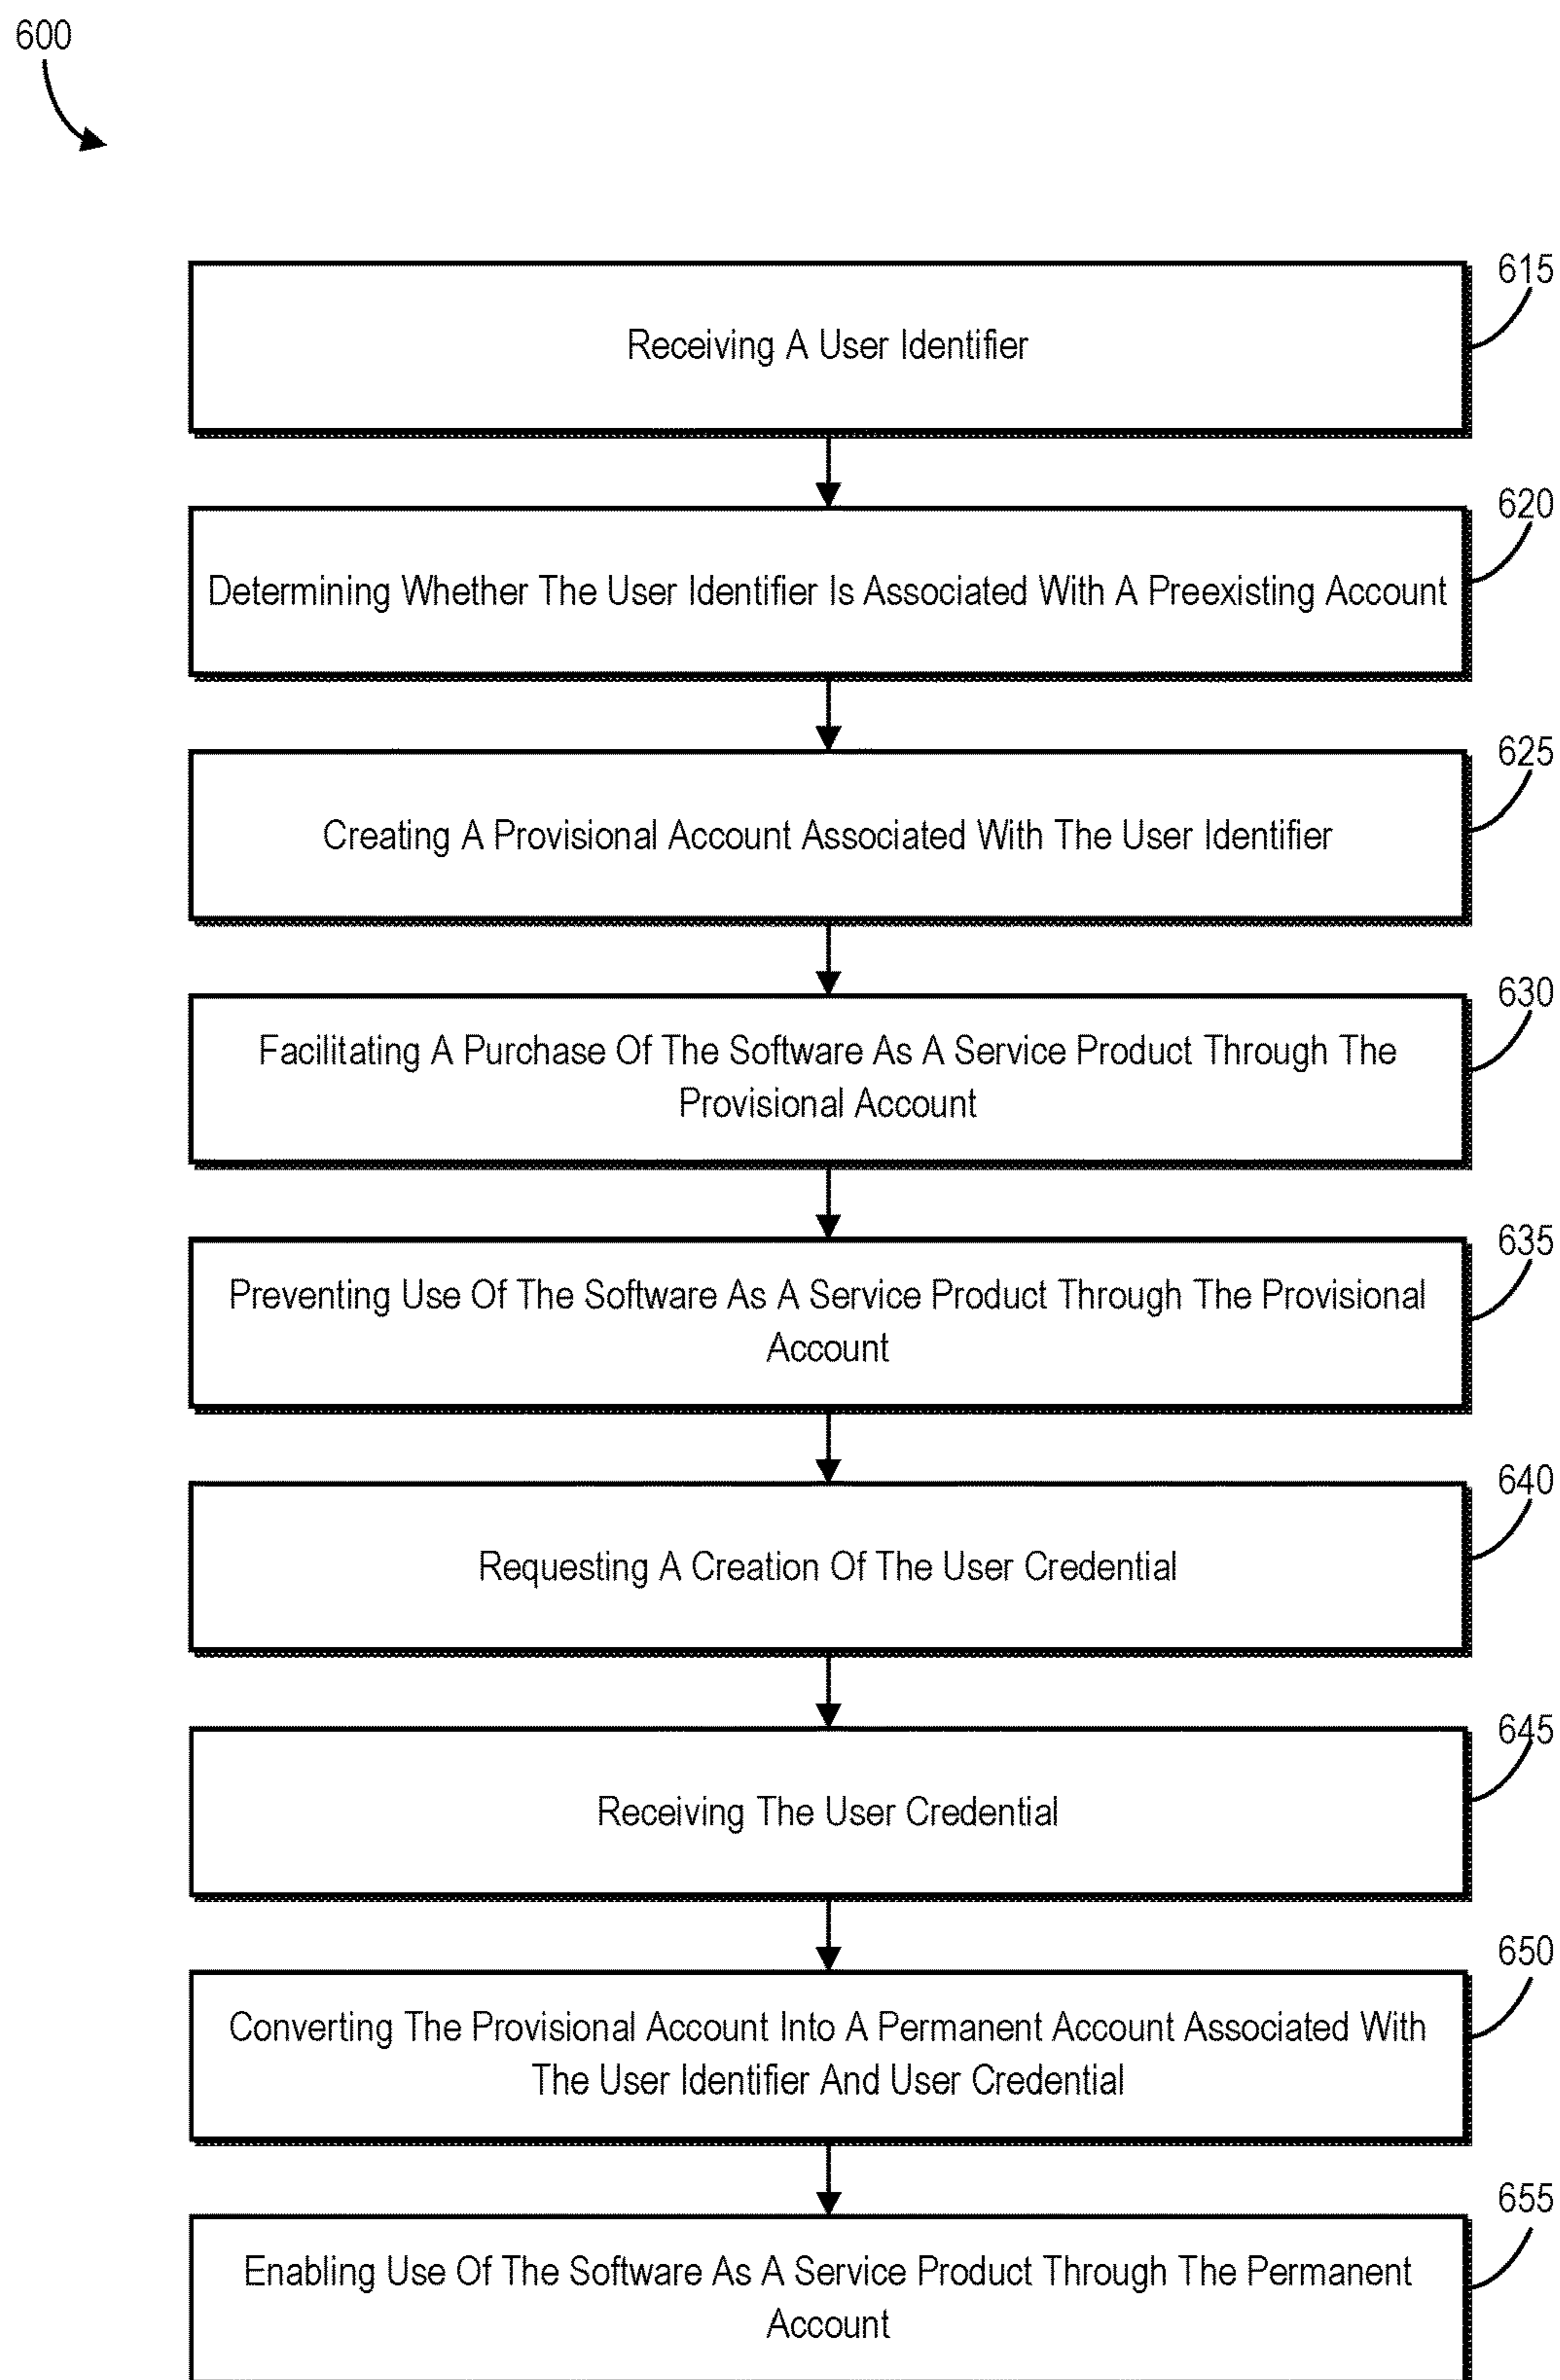 600
615
Receiving A User Identifier
620
Determining Whether The User Identifier Is Associated With A Preexisting Account
625
Creating A Provisional Account Associated With The User Identifier
630
Facilitating A Purchase Of The Software As A Service Product Through The
Provisional Account
635
Preventing Use Of The Software As A Service Product Through The Provisional
Account
640
Requesting A Creation Of The User Credential
645
Receiving The User Credential
650
Converting The Provisional Account Into A Permanent Account Associated With
The User Identifier And User Credential
655
Enabling Use Of The Software As A Service Product Through The Permanent
Account